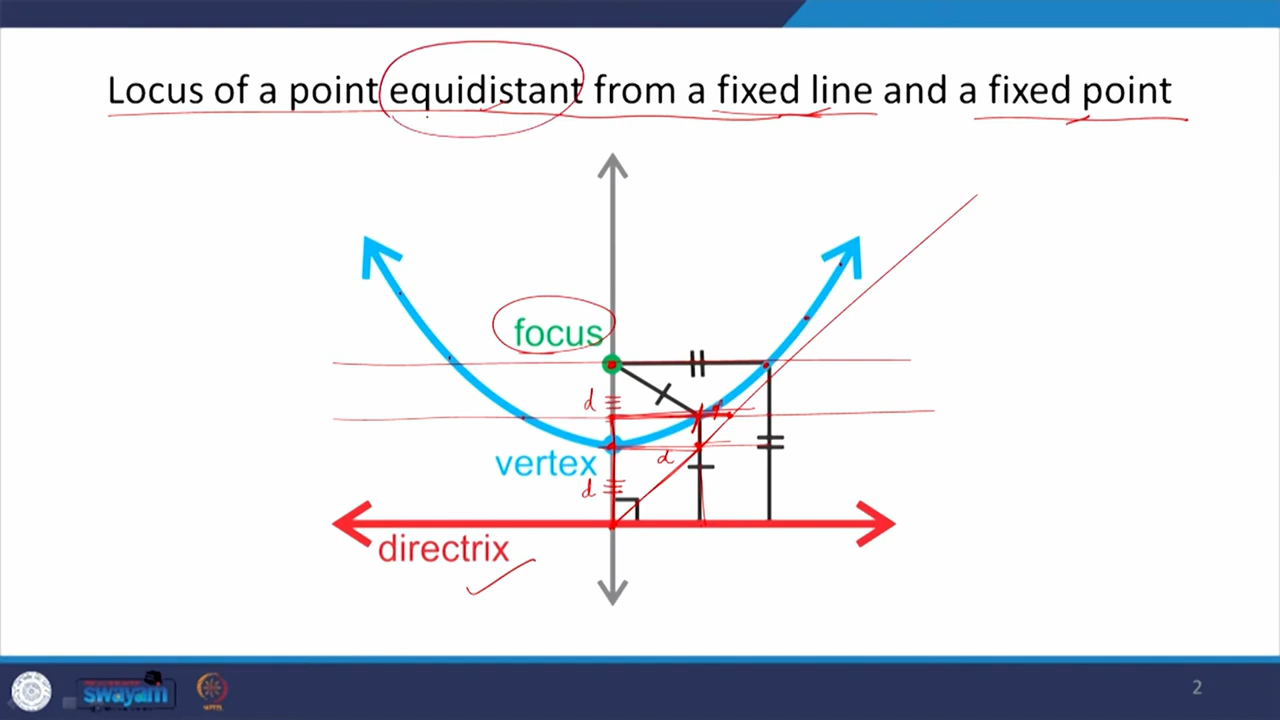 Locus of a point equidistant from a fixed line and a fixed point
focus
d
vertex
d
d
directrix
swayam
2